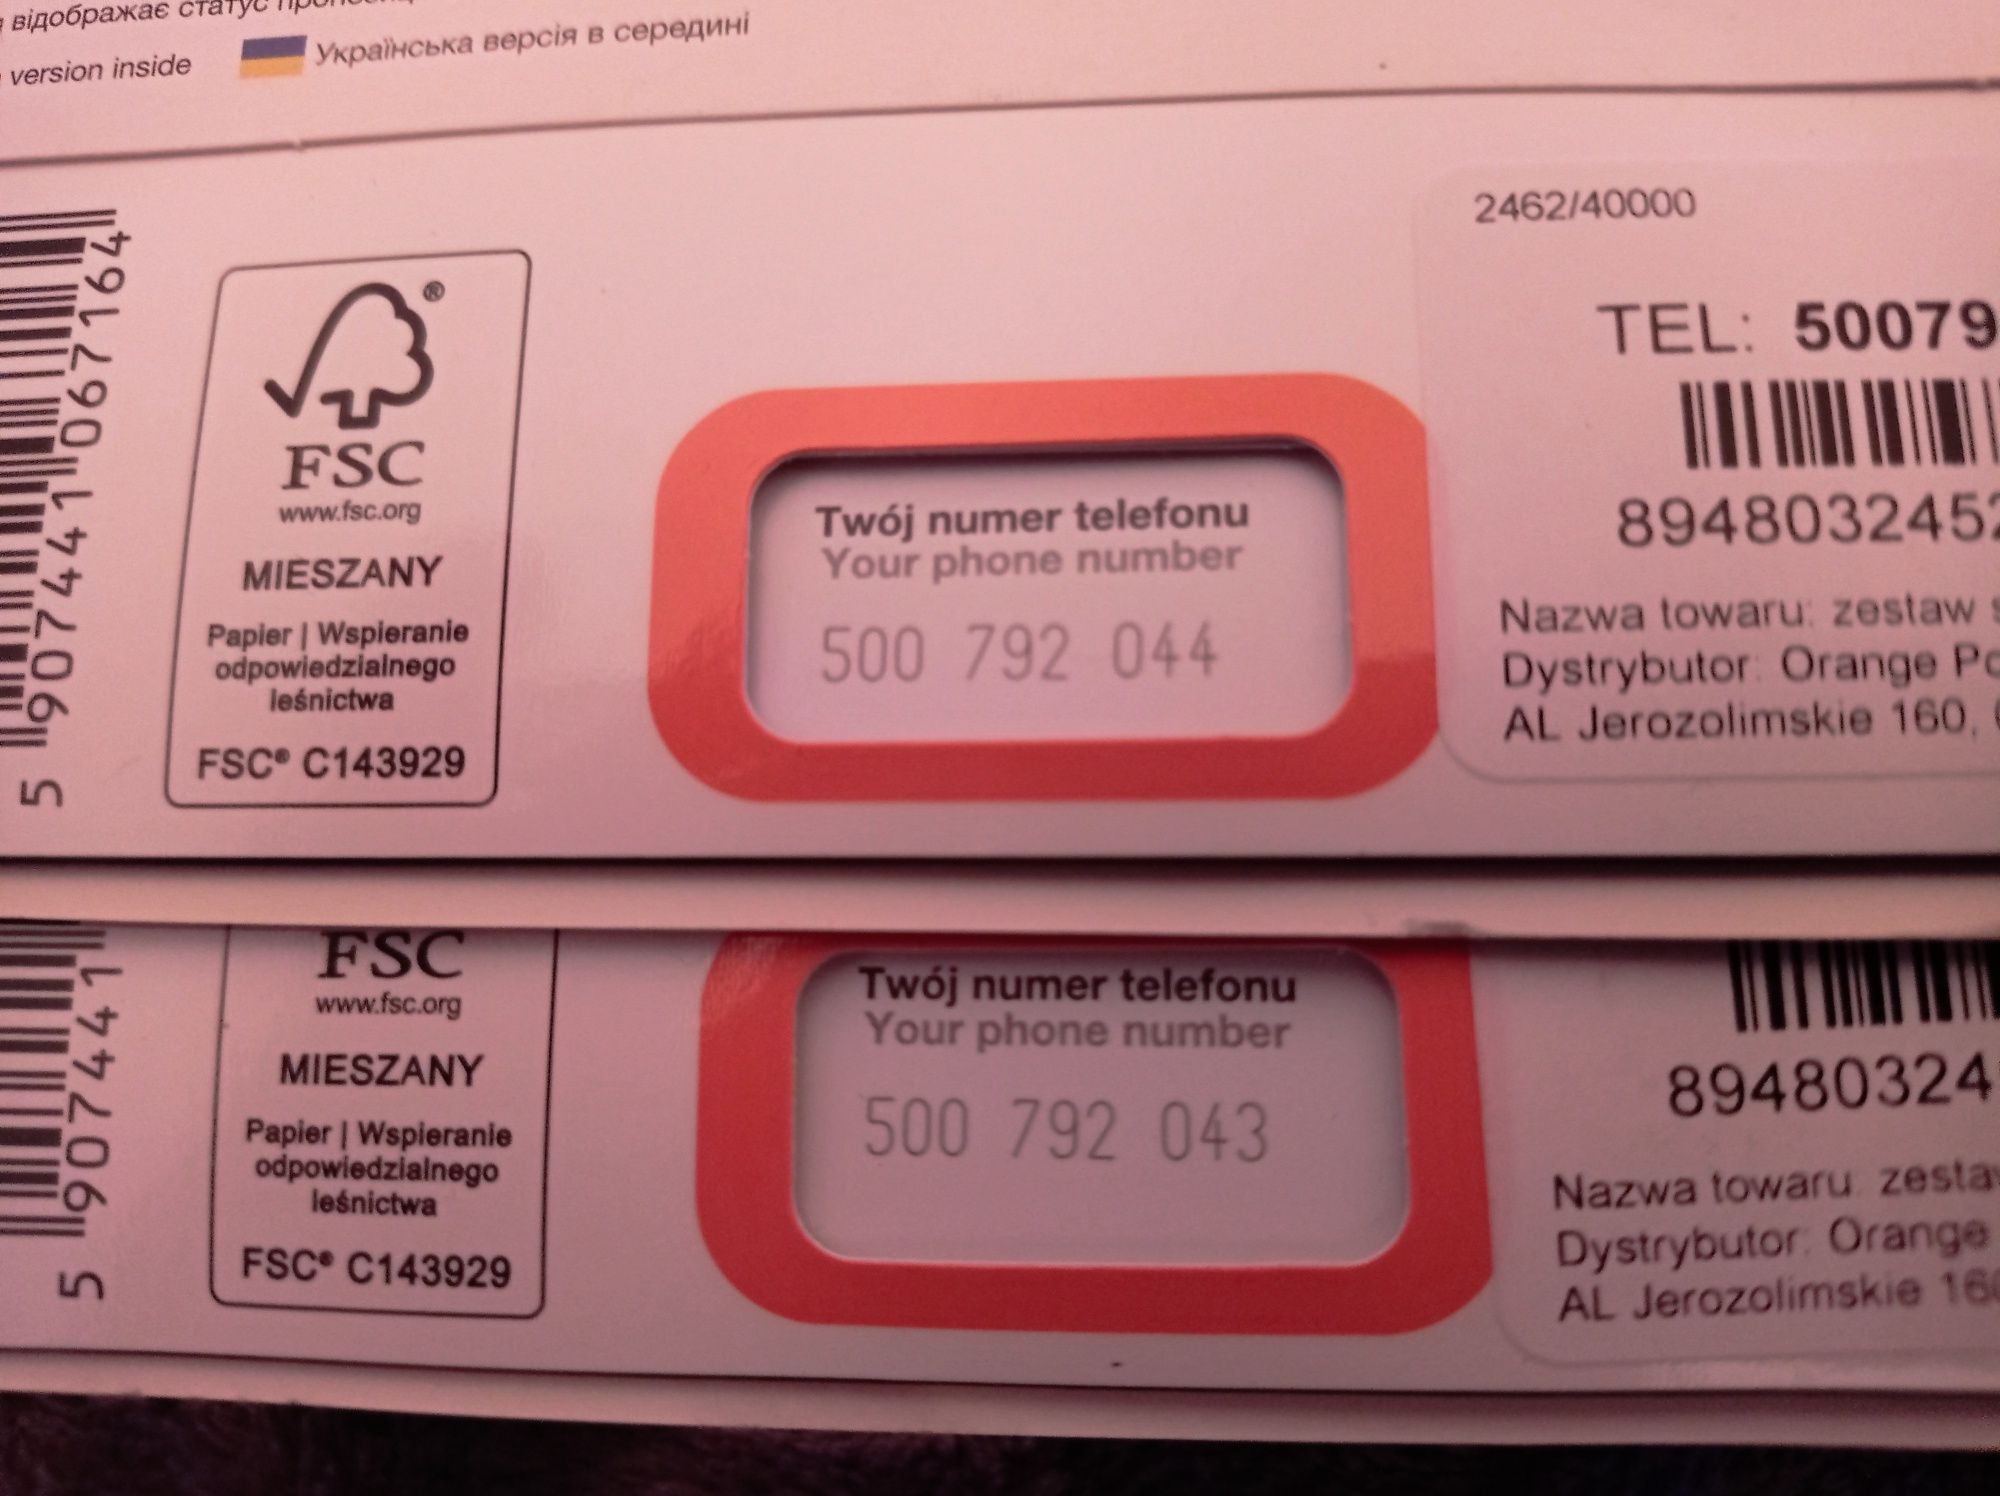 відображає статус
version inside
Українська версія в середині
5 907441 067164
®
FSC
www.fsc.org
MIESZANY
Papier | Wspieranie
odpowiedzialnego
leśnictwa
FSC® C143929
Twój numer telefonu
Your phone number
500 792 044
2462/40000
TEL: 50079
8948032452
Nazwa towaru: zestaw
Dystrybutor: Orange
AL Jerozolimskie 160,
5 907441
FSC
www.fsc.org
MIESZANY
Papier | Wspieranie
odpowiedzialnego
leśnictwa
FSC® C143929
Twój numer telefonu
Your phone number
500 792 043
89480324
Nazwa towaru: zesta
Dystrybutor: Orange
AL Jerozolimskie 160